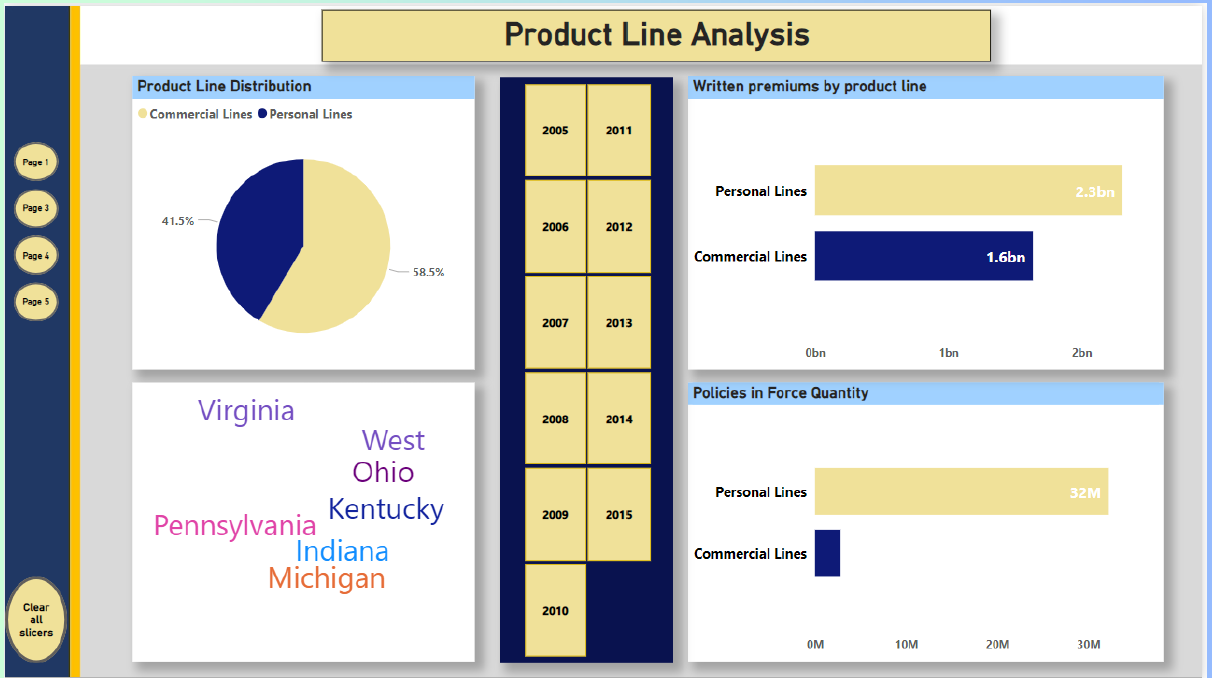 Product Line Analysis
Page 1
Page 3
Page 4
Page 5
Clear
all
slicers
Product Line Distribution
Commercial Lines Personal Lines
41.5%
58.5%
Virginia
West
Ohio
Kentucky
Pennsylvania
Indiana
Michigan
2005 2011
2006 2012
2007 2013
2008 2014
2009 2015
2010
Written premiums by product line
Personal Lines 2.3bn
Commercial Lines 1.6bn
0bn 1bn 2bn
Policies in Force Quantity
Personal Lines 32M
Commercial Lines
0M 10M 20M 30M